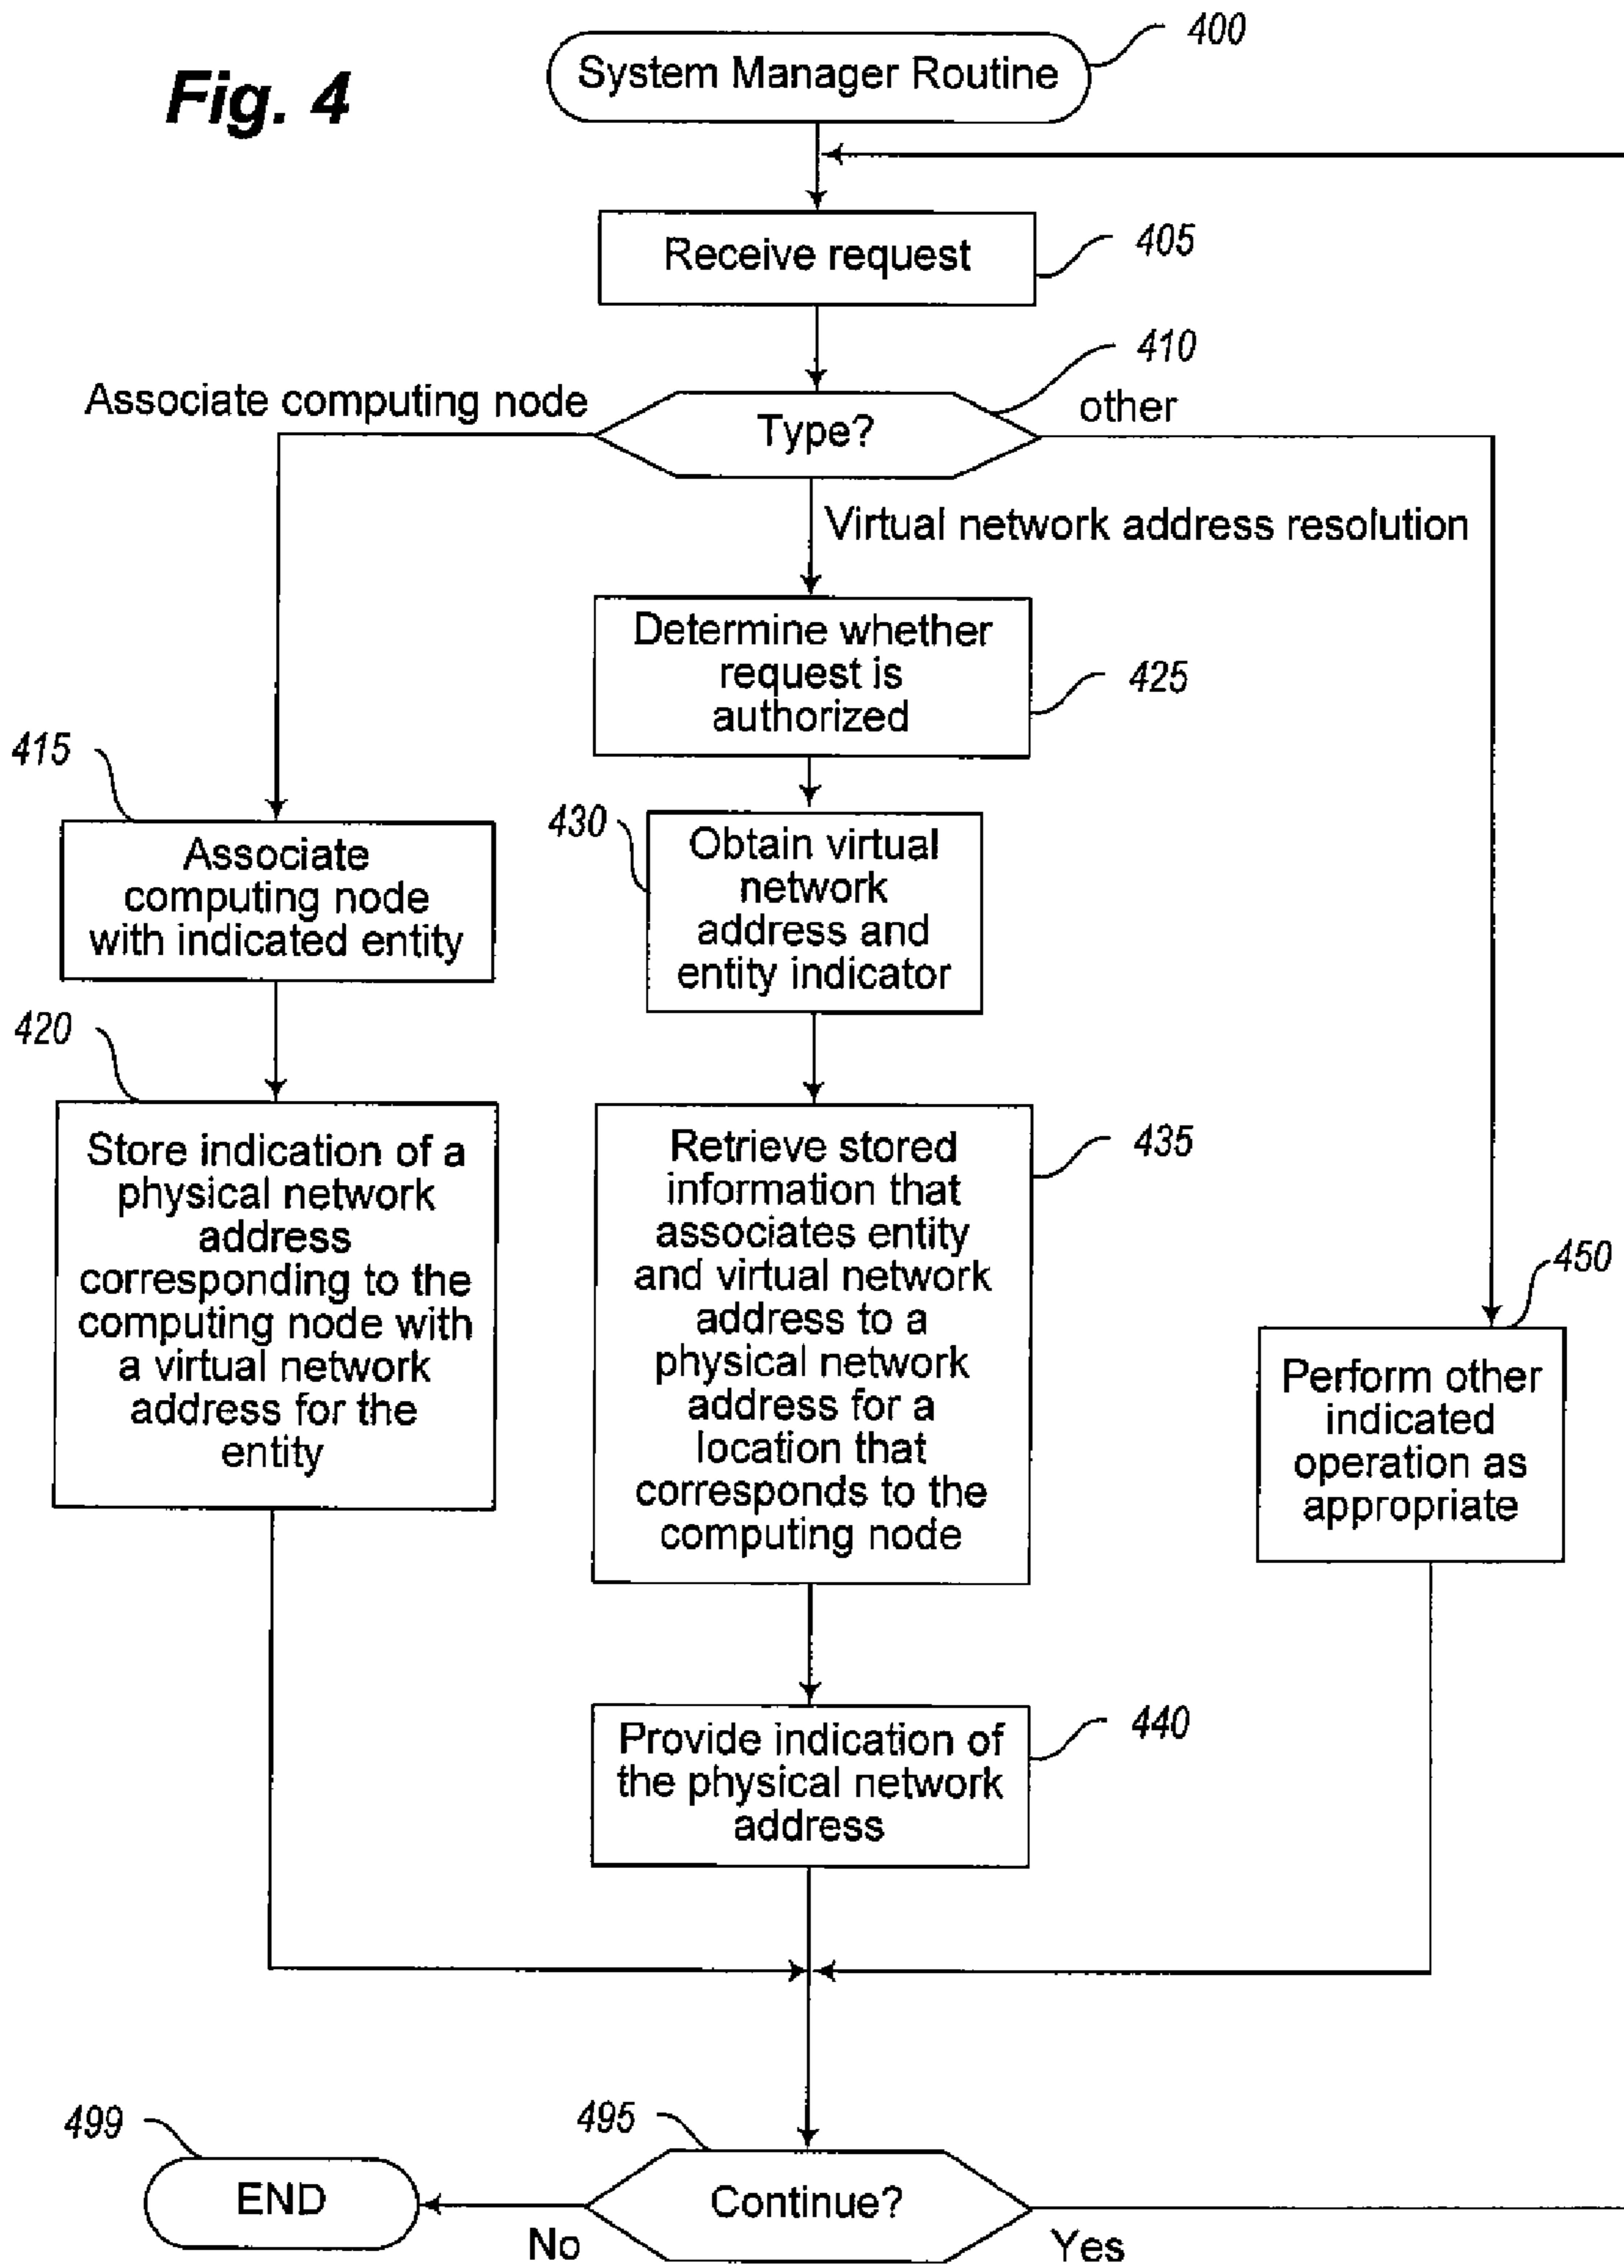 Fig. 4
System Manager Routine
400
Receive request
405
410
Associate computing node
Type?
other
Virtual network address resolution
Determine whether
request is
authorized
425
415
Associate
computing node
with indicated entity
430
Obtain virtual
network
address and
entity indicator
420
Store indication of a
physical network
address
corresponding to the
computing node with
a virtual network
address for the
entity
Retrieve stored
information that
associates entity
and virtual network
address to a
physical network
address for a
location that
corresponds to the
computing node
435
450
Perform other
indicated
operation as
appropriate
Provide indication of
the physical network
address
440
499
END
495
Continue?
No
Yes